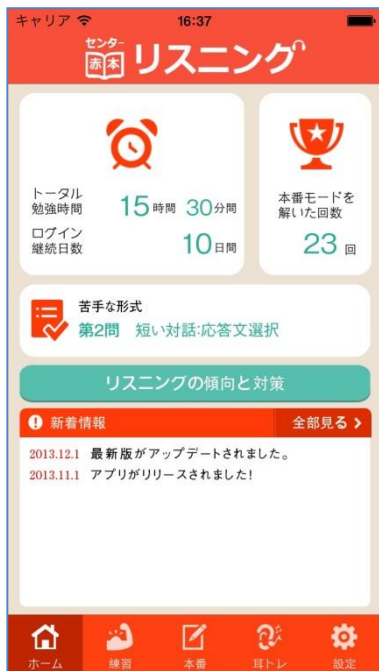 キャリア 16:37
センター
赤本 リスニング
トータル
勉強時間 15時間 30分間
ログイン
継続日数 10日間
本番モードを
解いた回数
23 回
苦手な形式
第2問 短い対話:応答文選択
リスニングの傾向と対策
新着情報 全部見る
2013.12.1 最新版がアップデートされました。
2013.11.1 アプリがリリースされました!
ホーム 練習 本番 耳トレ 設定